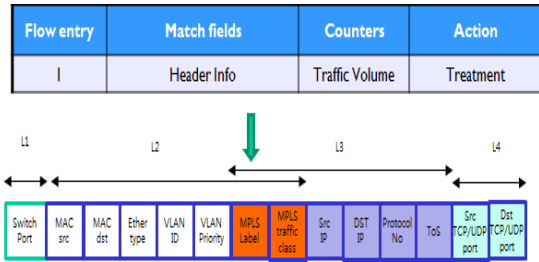 Flow entry Match fields Counters Action
1 Header Info Traffic Volume Treatment
L1 L2 L3 L4
Switch Port
MAC src
MAC dst
Ether type
VLAN ID
VLAN Priority
MPLS Label
MPLS traffic class
Src IP
DST IP
Protocol No
ToS
Src TCP/UDP port
Dst TCP/UDP port